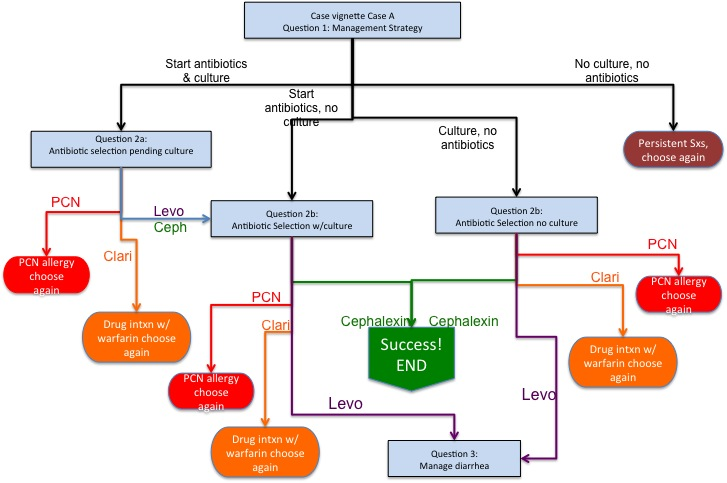 Case vignette Case A
Question 1: Management Strategy
Start antibiotics
& culture
No culture, no
antibiotics
Start
antibiotics, no
culture
Culture, no
antibiotics
Question 2a:
Antibiotic selection pending culture
Persistent Sxs,
choose again
PCN
Levo
Ceph
Clari
Question 2b:
Antibiotic Selection w/culture
Question 2b:
Antibiotic Selection no culture
PCN
Clari
PCN allergy
choose
again
PCN allergy
choose
again
Drug intxn w/
warfarin choose
again
PCN
Clari
Cephalexin
Cephalexin
Success!
END
Drug intxn w/
warfarin choose
again
PCN allergy
choose
again
Levo
Levo
Drug intxn w/
warfarin choose
again
Question 3:
Manage diarrhea